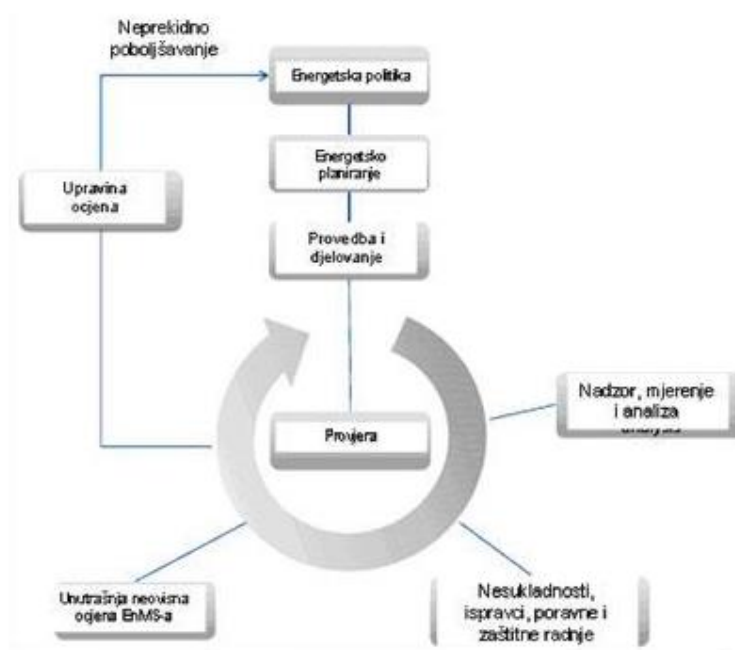 Neprekidno
poboljšavanje
Energetska politika
Energetsko
planiranje
Upravina
ocjena
Provedba i
djelovanje
Nadzor, mjerenje
i analiza
analysis
Provjera
Unutrašnja neovisna
ocjena EnMS-a
Nesukladnosti,
ispravci, poravne i
zaštitne radnje